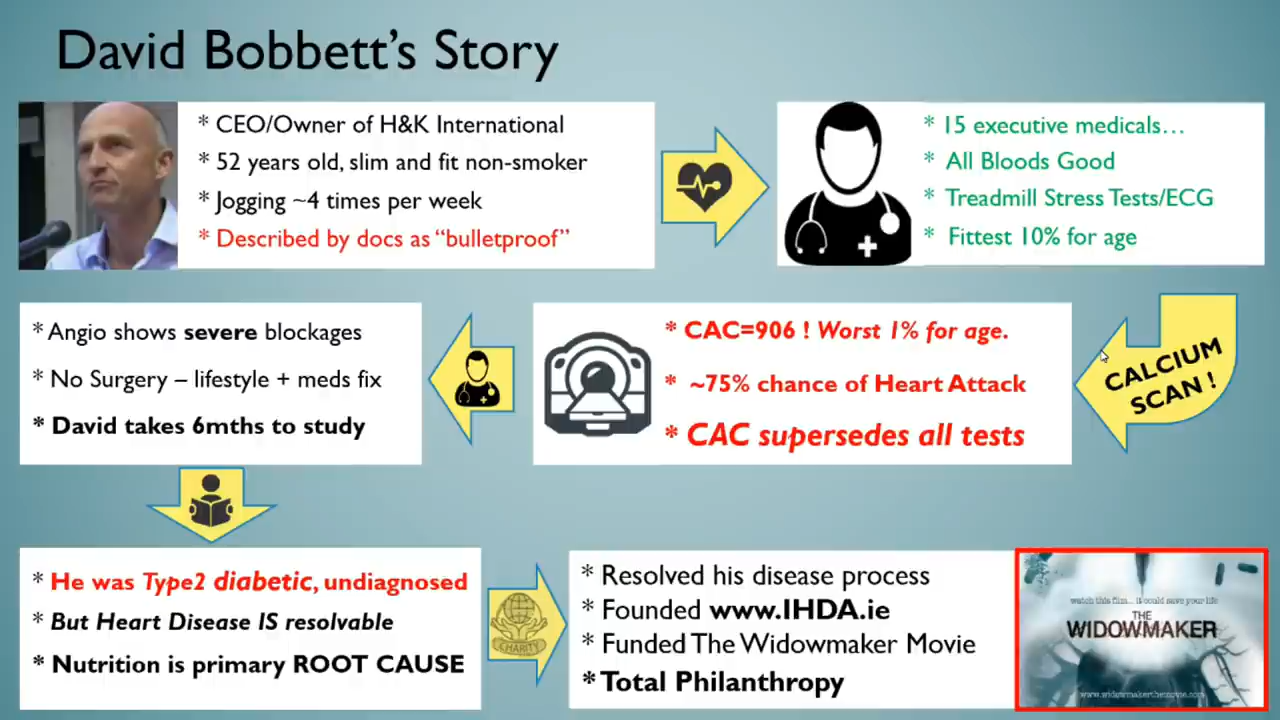 David Bobbett's Story
* CEO/Owner of H&K International
* 52 years old, slim and fit non-smoker
* Jogging ~4 times per week
* Described by docs as "bulletproof"
* 15 executive medicals...
* All Bloods Good
* Treadmill Stress Tests/ECG
* Fittest 10% for age
CALCIUM
SCAN !
* CAC=906 ! Worst 1% for age.
* ~75% chance of Heart Attack
* CAC supersedes all tests
* Angio shows severe blockages
* No Surgery – lifestyle + meds fix
* David takes 6mths to study
* He was Type2 diabetic, undiagnosed
* But Heart Disease IS resolvable
* Nutrition is primary ROOT CAUSE
CHARITY
* Resolved his disease process
* Founded www.IHDA.ie
* Funded The Widowmaker Movie
* Total Philanthropy
watch this film... it could save your life
THE
WIDOWMAKER
www.widowmakerthemovie.com